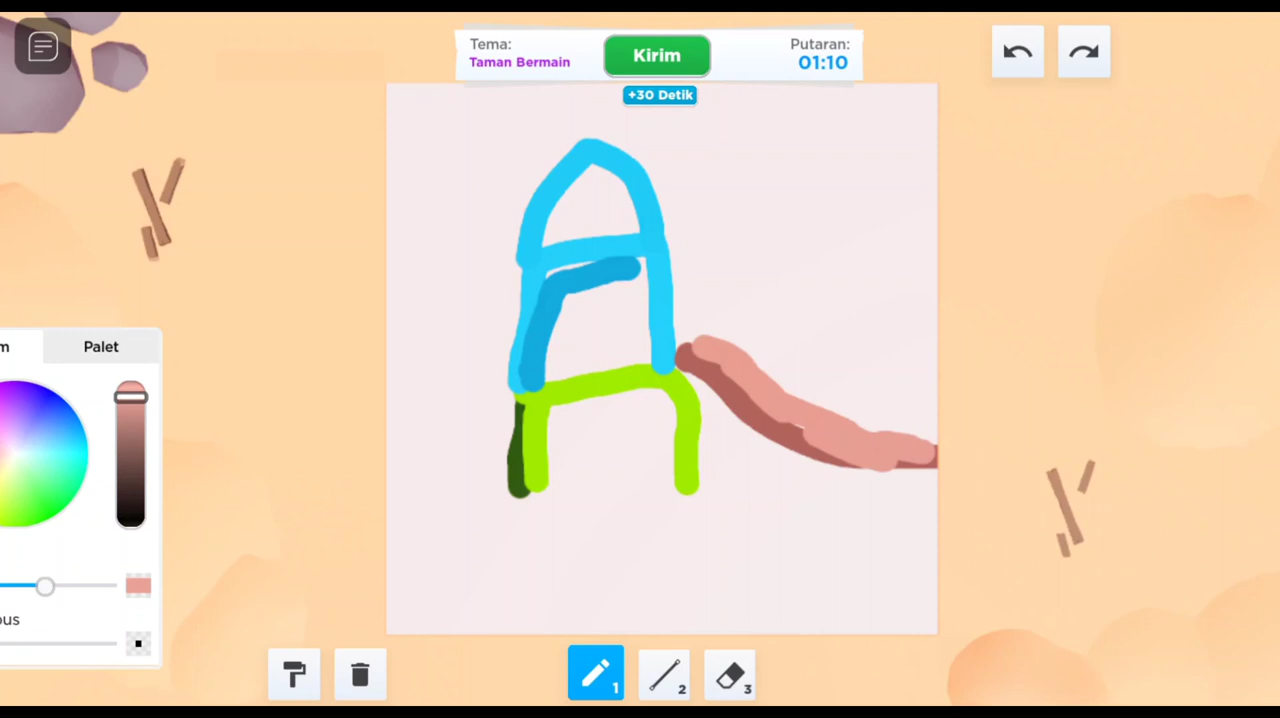 Tema:
Taman Bermain
Kirim
Putaran:
01:10
+30 Detik
m
Palet
ous
1
2
3